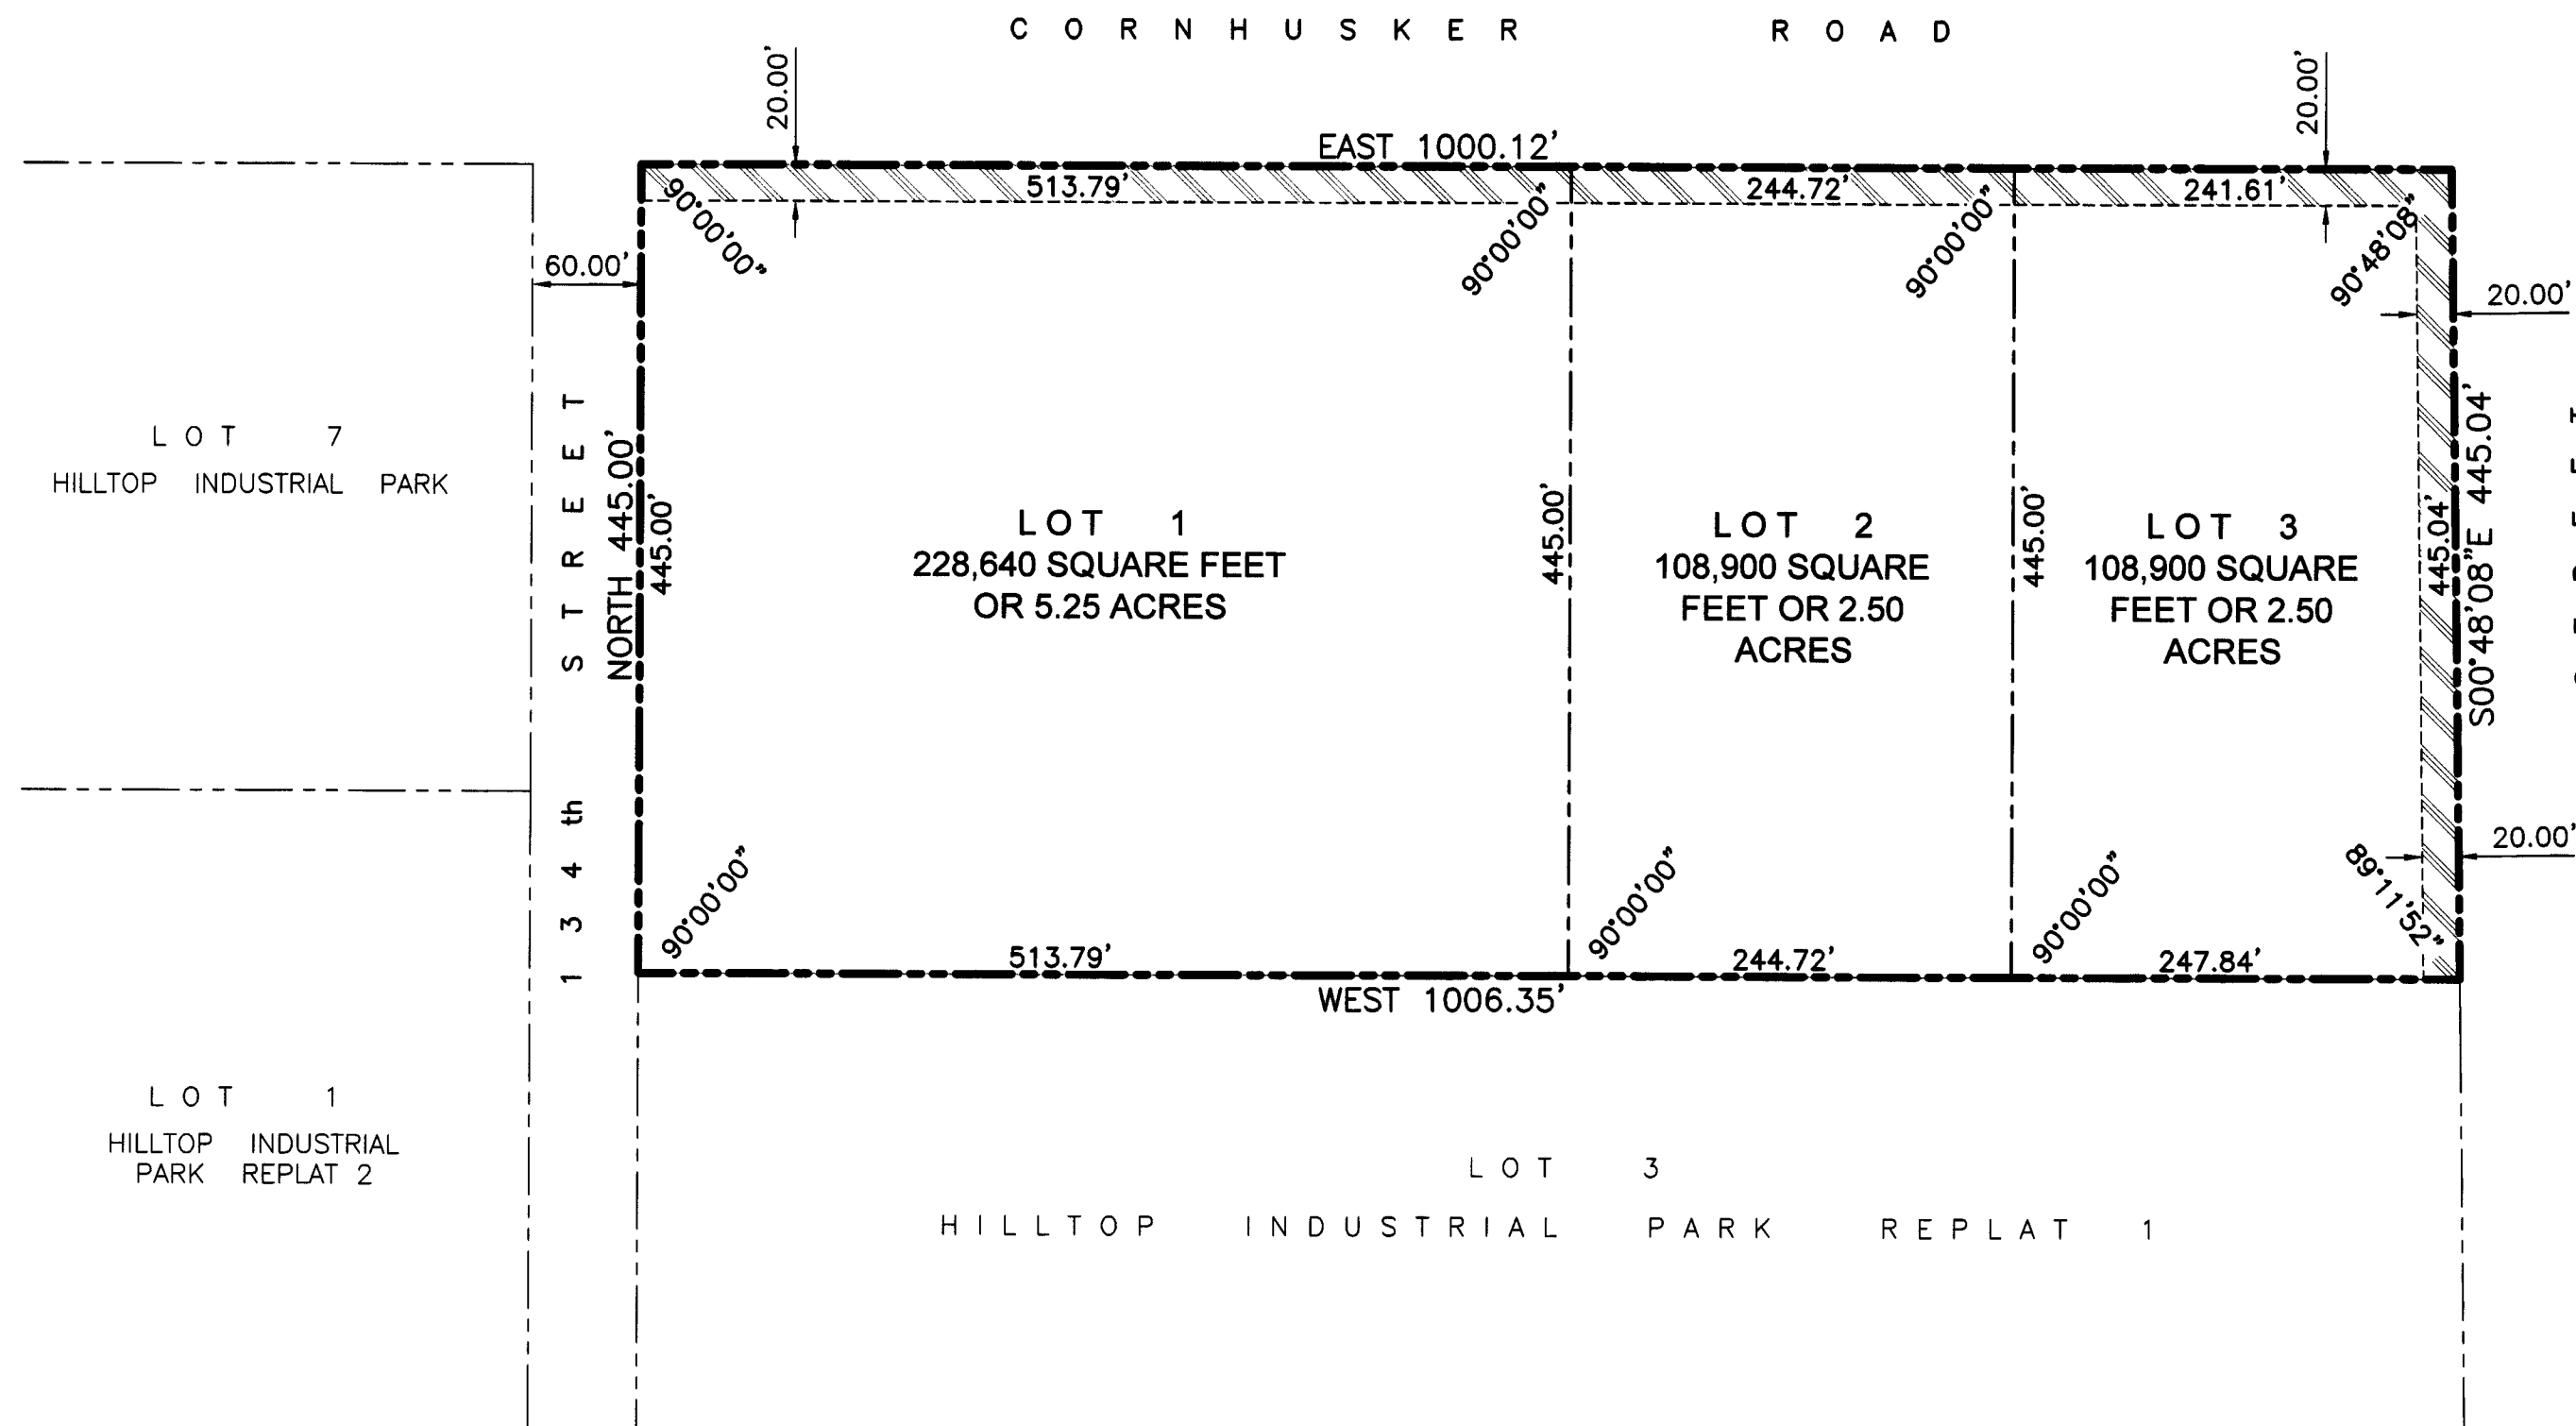 CORNHUSKER ROAD
20.00'
20.00'
EAST 1000.12'
513.79'
244.72'
241.61'
90°00'00"
90°00'00"
90°00'00"
90°48'08"
60.00'
20.00'
LOT 7
HILLTOP INDUSTRIAL PARK
134th STREET
NORTH 445.00'
445.00'
LOT 1
228,640 SQUARE FEET
OR 5.25 ACRES
445.00'
LOT 2
108,900 SQUARE
FEET OR 2.50
ACRES
445.00'
LOT 3
108,900 SQUARE
FEET OR 2.50
ACRES
445.04'
S00°48'08"E 445.04'
20.00'
90°00'00"
90°00'00"
90°00'00"
89°11'52"
513.79'
244.72'
247.84'
WEST 1006.35'
LOT 1
HILLTOP INDUSTRIAL
PARK REPLAT 2
LOT 3
HILLTOP INDUSTRIAL PARK REPLAT 1